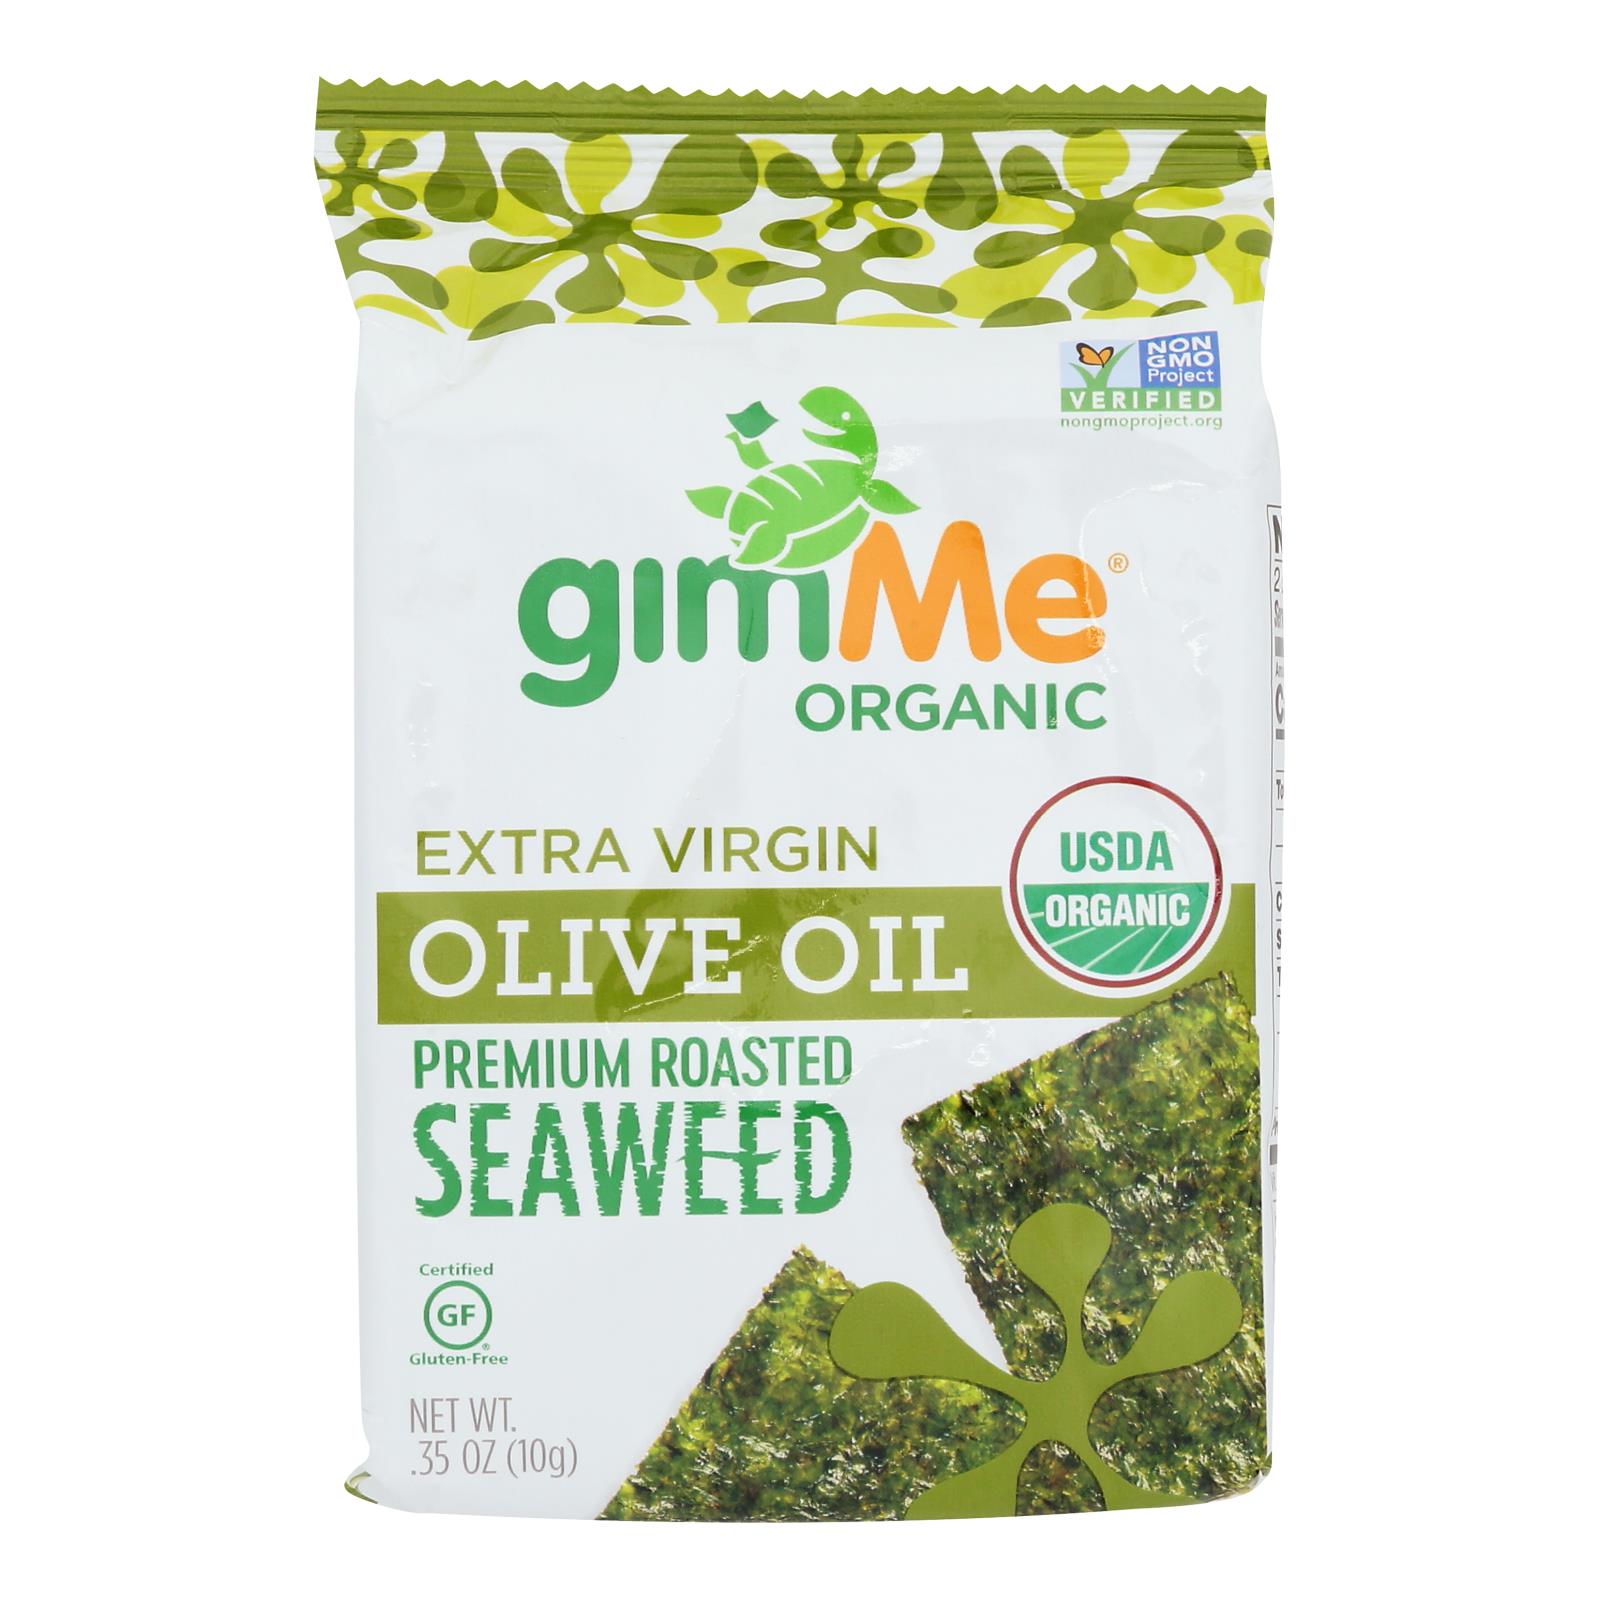 NON
GMO
Project
VERIFIED
nongmoproject.org
gimMe®
ORGANIC
EXTRA VIRGIN
OLIVE OIL
USDA
ORGANIC
PREMIUM ROASTED
SEAWEED
Certified
GF®
Gluten-Free
NET WT.
.35 OZ (10g)